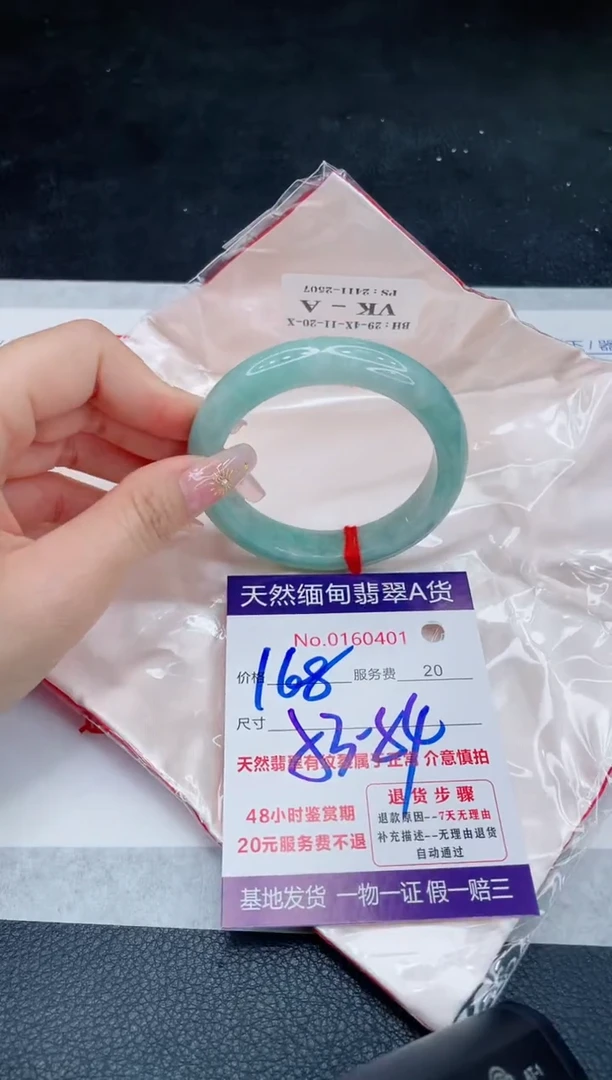 BH：29-4X-11-20-X
VK－A
PS：2411-2507
天然缅甸翡翠A货
No.0160401
价格 168 服务费 20
尺寸 53-54
天然翡翠有纹裂属于正常 介意慎拍
48小时鉴赏期
20元服务费不退
退货步骤
退款原因--7天无理由
补充描述--无理由退货
自动通过
基地发货 一物一证 假一赔三